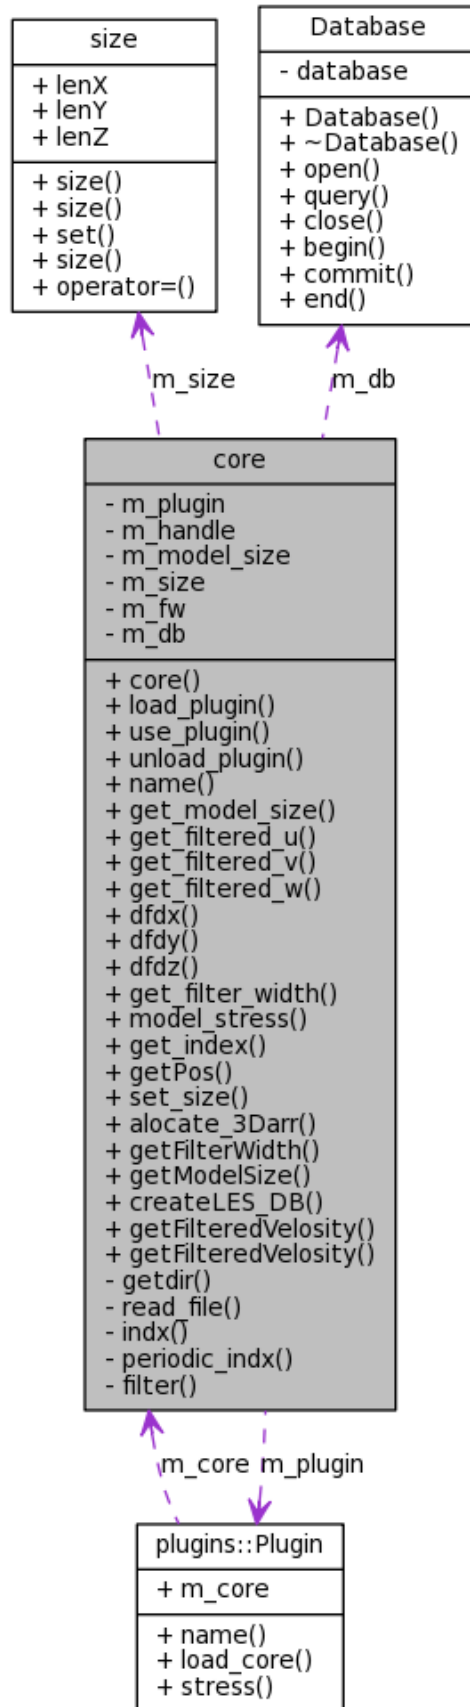 size
+ lenX
+ lenY
+ lenZ
+ size()
+ size()
+ set()
+ size()
+ operator=()
Database
- database
+ Database()
+ ~Database()
+ open()
+ query()
+ close()
+ begin()
+ commit()
+ end()
m_size
m_db
core
- m_plugin
- m_handle
- m_model_size
- m_size
- m_fw
- m_db
+ core()
+ load_plugin()
+ use_plugin()
+ unload_plugin()
+ name()
+ get_model_size()
+ get_filtered_u()
+ get_filtered_v()
+ get_filtered_w()
+ dfdx()
+ dfdy()
+ dfdz()
+ get_filter_width()
+ model_stress()
+ get_index()
+ getPos()
+ set_size()
+ alocate_3Darr()
+ getFilterWidth()
+ getModelSize()
+ createLES_DB()
+ getFilteredVelosity()
+ getFilteredVelosity()
- getdir()
- read_file()
- indx()
- periodic_indx()
- filter()
m_core
m_plugin
plugins::Plugin
+ m_core
+ name()
+ load_core()
+ stress()